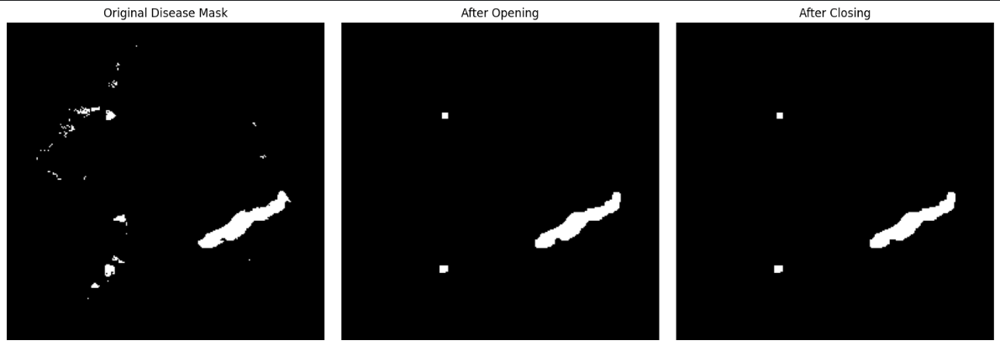 Original Disease Mask
After Opening
After Closing